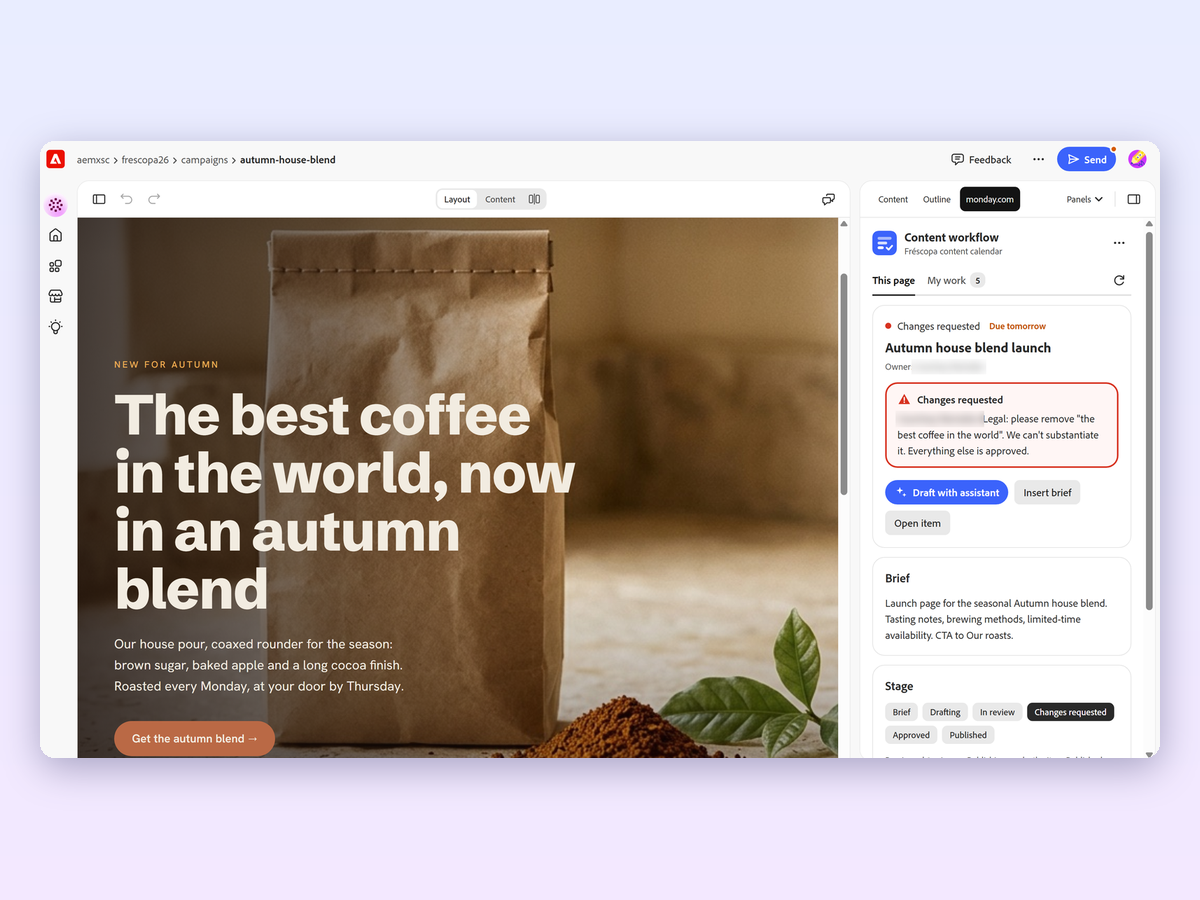 aemxsc > frescopa26 > campaigns > autumn-house-blend
Feedback
Send
Layout
Content
Content
Outline
monday.com
Panels
Content workflow
Fréscopa content calendar
This page
My work 5
Changes requested Due tomorrow
Autumn house blend launch
Owner
Changes requested
Legal: please remove "the
best coffee in the world". We can't substantiate
it. Everything else is approved.
Draft with assistant
Insert brief
Open item
Brief
Launch page for the seasonal Autumn house blend.
Tasting notes, brewing methods, limited-time
availability. CTA to Our roasts.
Stage
Brief
Drafting
In review
Changes requested
Approved
Published
NEW FOR AUTUMN
The best coffee
in the world, now
in an autumn
blend
Our house pour, coaxed rounder for the season:
brown sugar, baked apple and a long cocoa finish.
Roasted every Monday, at your door by Thursday.
Get the autumn blend →